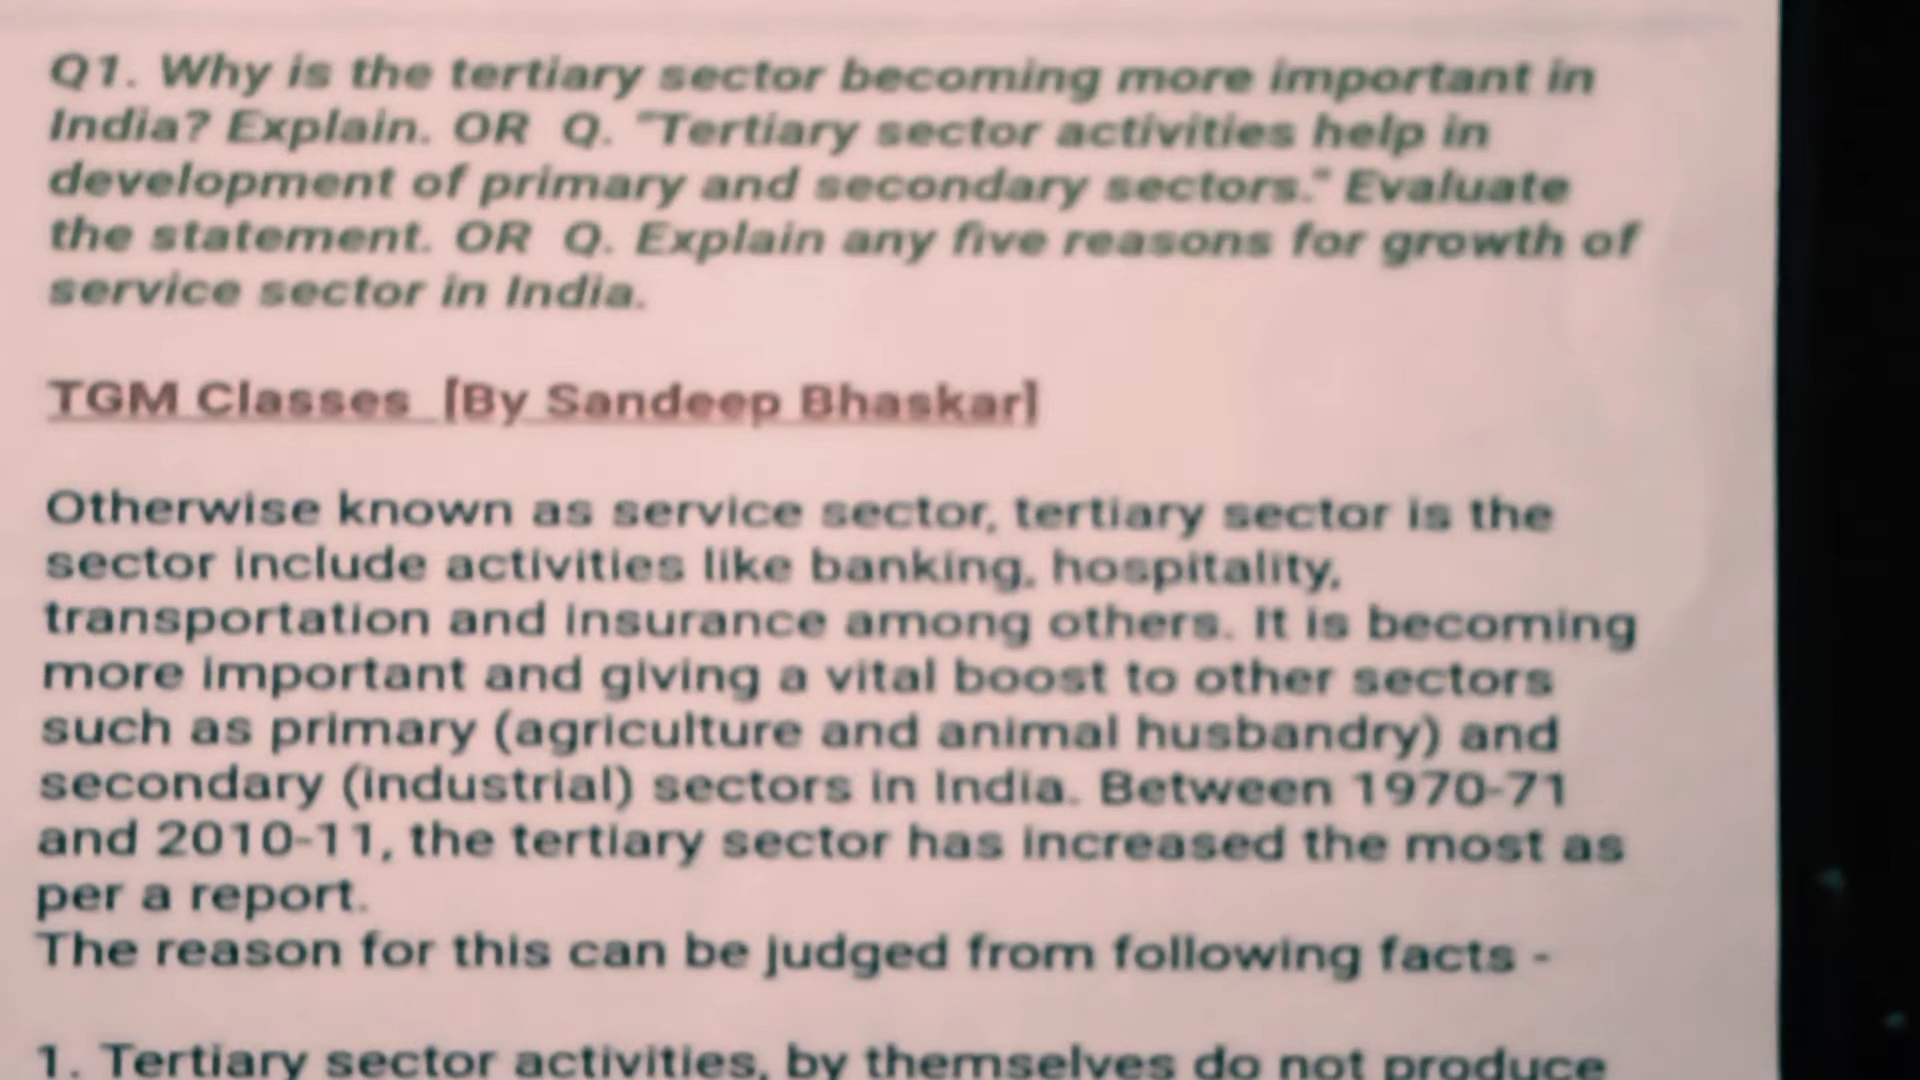 Q1. Why is the tertiary sector becoming more important in
India? Explain. OR Q. "Tertiary sector activities help in
development of primary and secondary sectors." Evaluate
the statement. OR Q. Explain any five reasons for growth of
service sector in India.
TGM Classes [By Sandeep Bhaskar]
Otherwise known as service sector, tertiary sector is the
sector include activities like banking, hospitality,
transportation and insurance among others. It is becoming
more important and giving a vital boost to other sectors
such as primary (agriculture and animal husbandry) and
secondary (industrial) sectors in India. Between 1970-71
and 2010-11, the tertiary sector has increased the most as
per a report.
The reason for this can be judged from following facts -
1. Tertiary sector activities, by themselves do not produce